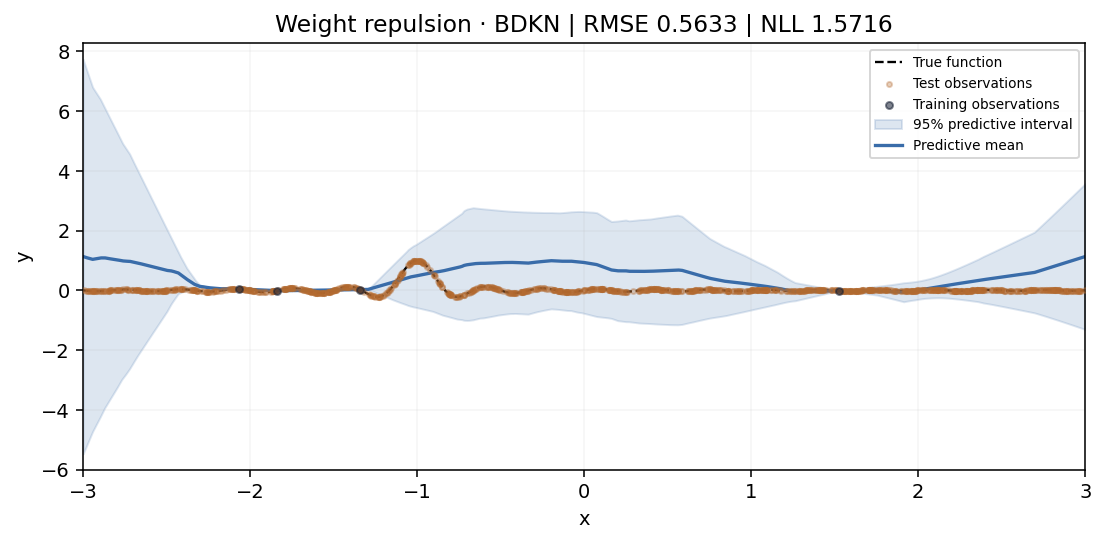 Weight repulsion · BDKN | RMSE 0.5633 | NLL 1.5716
8
6
4
2
0
−2
−4
−6
y
True function
Test observations
Training observations
95% predictive interval
Predictive mean
−3
−2
−1
0
1
2
3
x